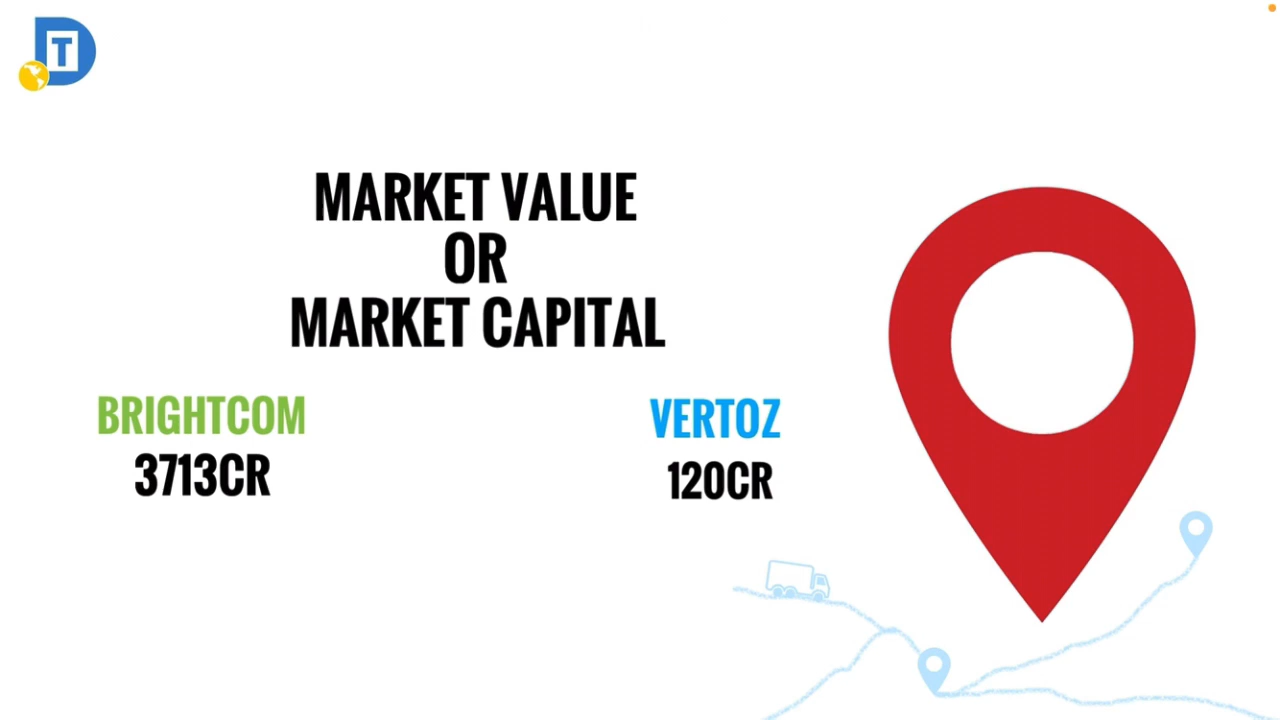 T
MARKET VALUE
OR
MARKET CAPITAL
BRIGHTCOM
VERTOZ
3713CR
120CR